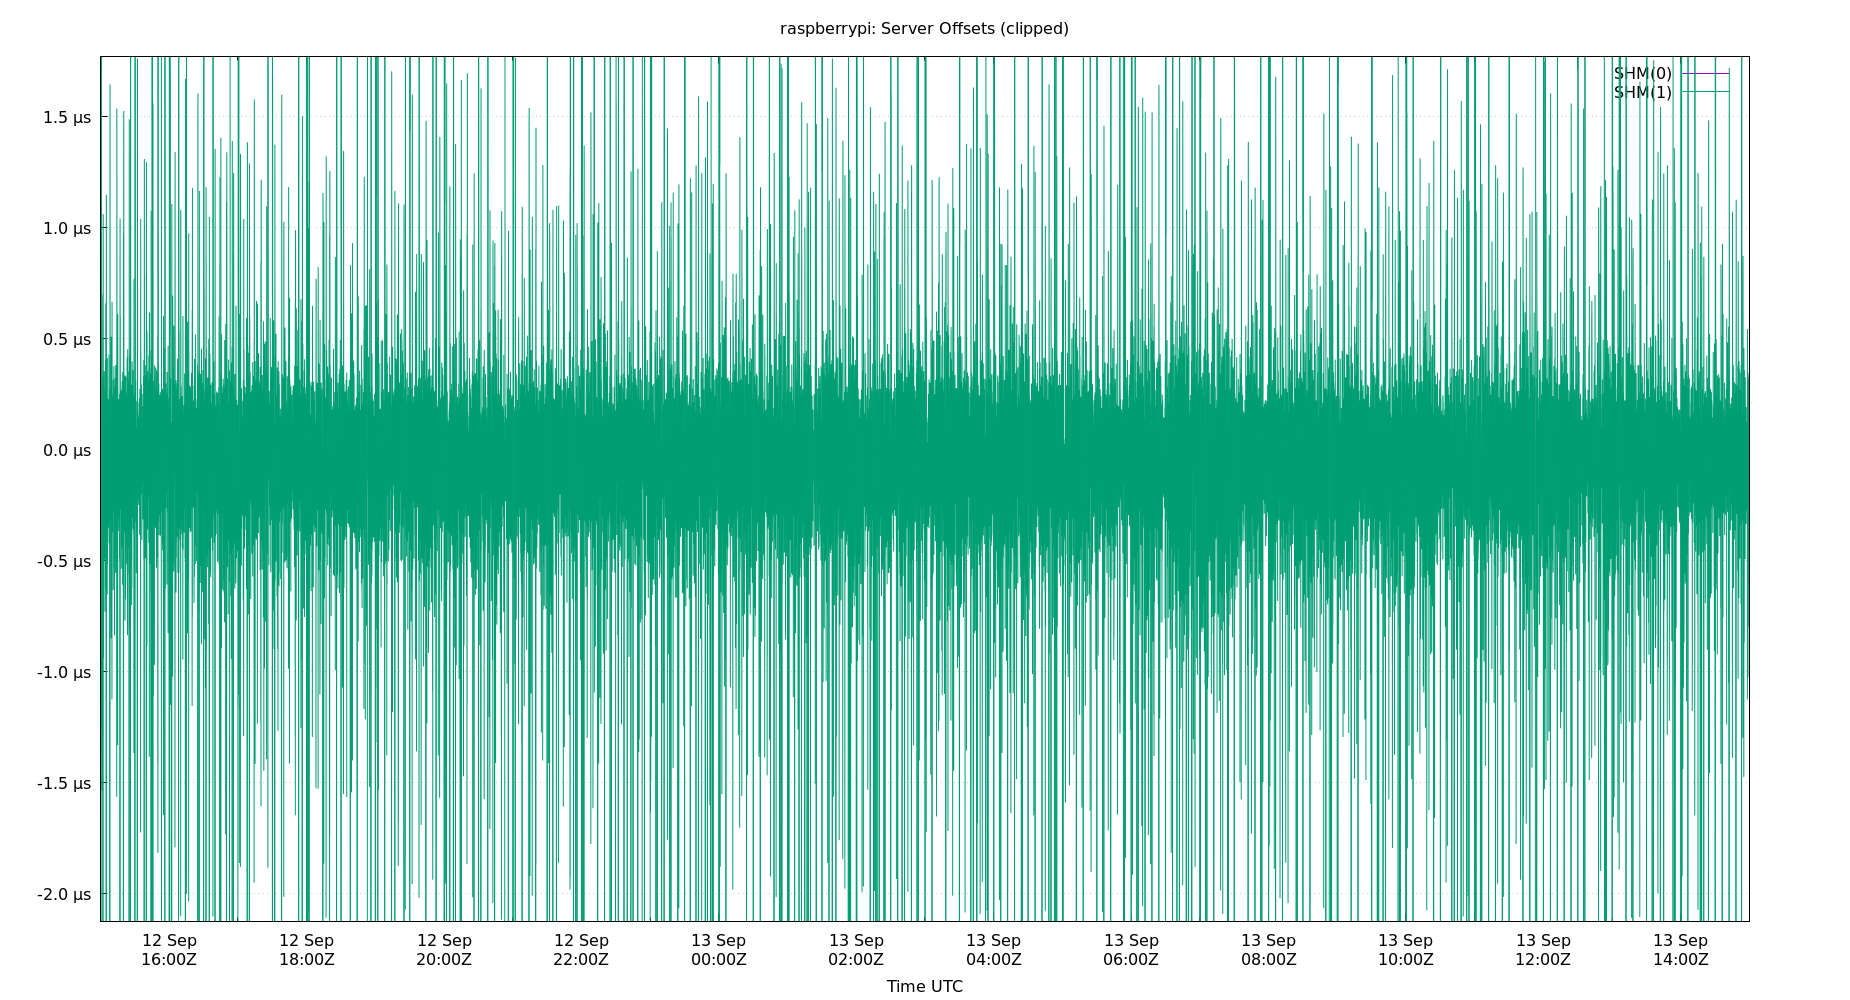 raspberrypi: Server Offsets (clipped)
SHM(0)
SHM(1)
1.5 µs
1.0 µs
0.5 µs
0.0 µs
-0.5 µs
-1.0 µs
-1.5 µs
-2.0 µs
12 Sep 12 Sep 12 Sep 12 Sep 13 Sep 13 Sep 13 Sep 13 Sep 13 Sep 13 Sep 13 Sep 13 Sep
16:00Z 18:00Z 20:00Z 22:00Z 00:00Z 02:00Z 04:00Z 06:00Z 08:00Z 10:00Z 12:00Z 14:00Z
Time UTC